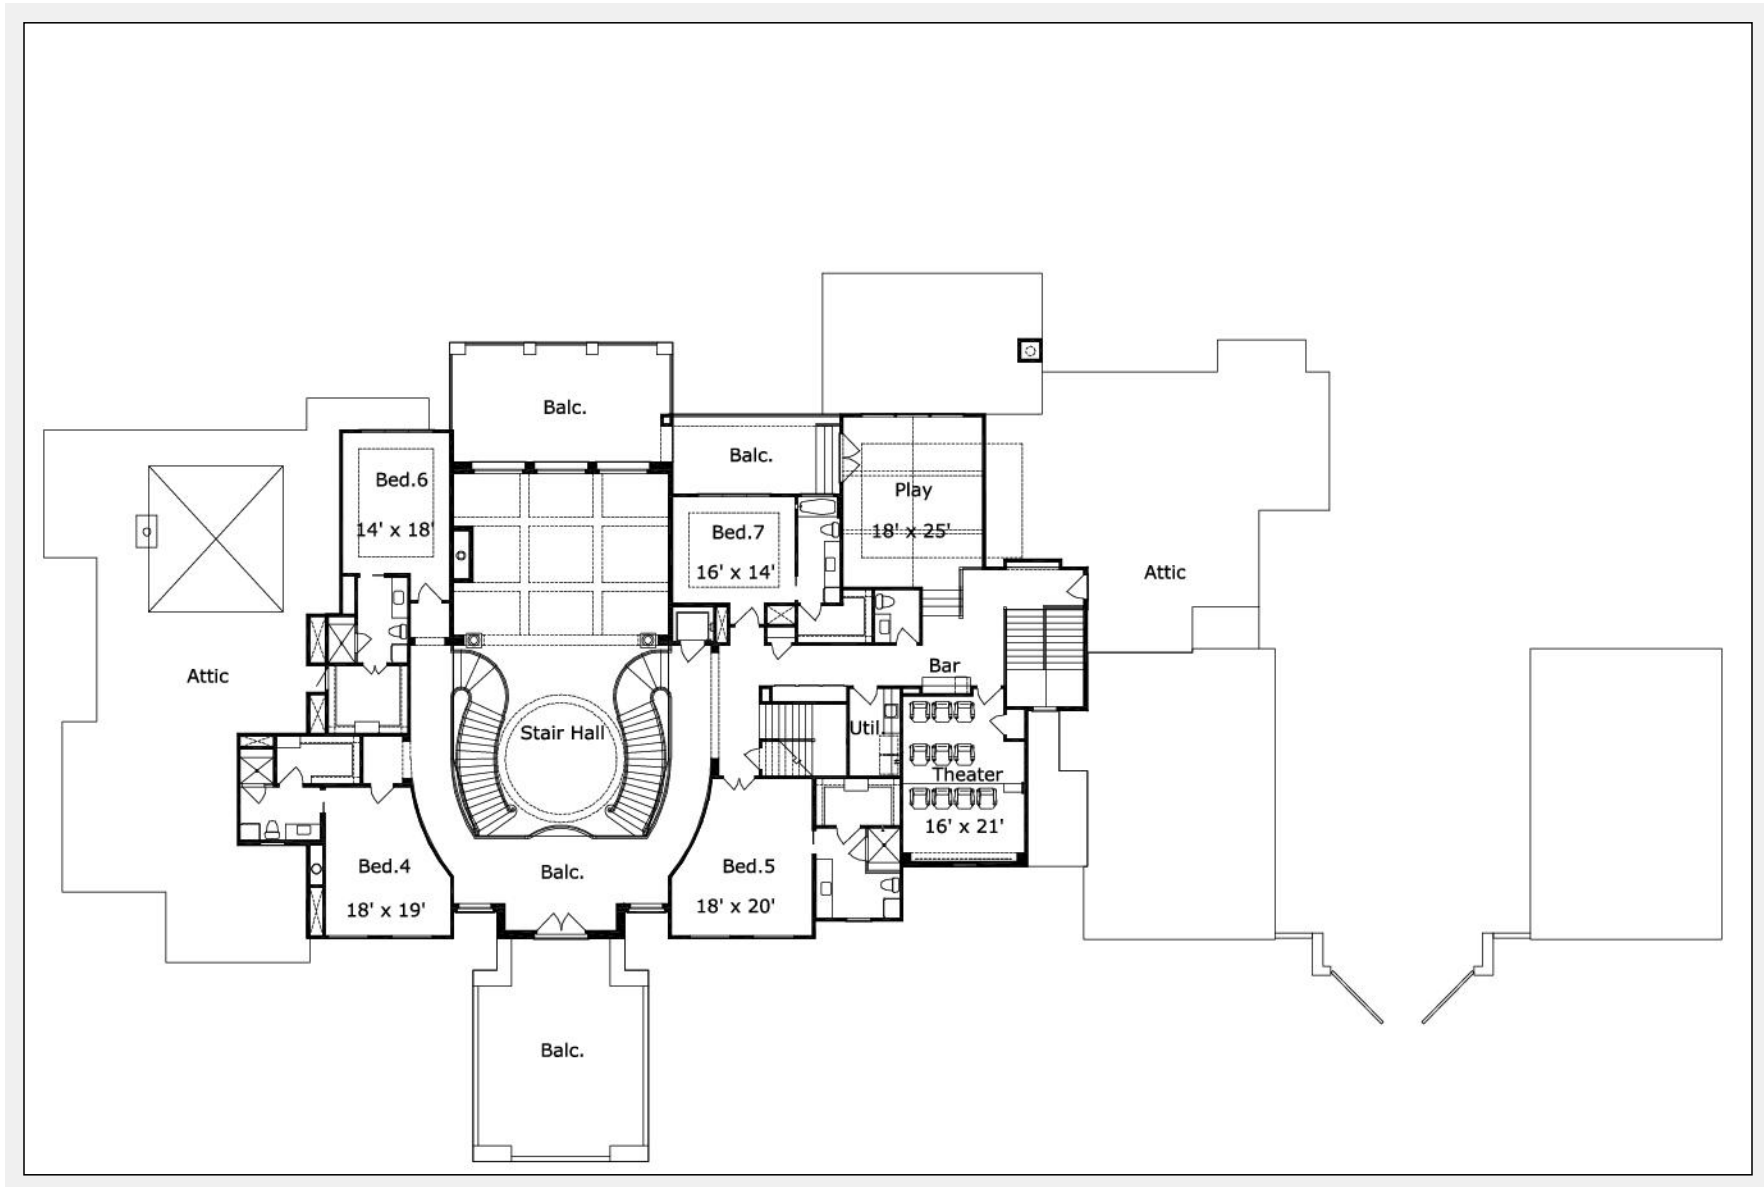 Balc.
Balc.
Bed.6
14' x 18'
Play
18' x 25'
Bed.7
16' x 14'
Attic
Attic
Bar
Stair Hall
Util.
Theater
16' x 21'
Bed.4
18' x 19'
Balc.
Bed.5
18' x 20'
Balc.